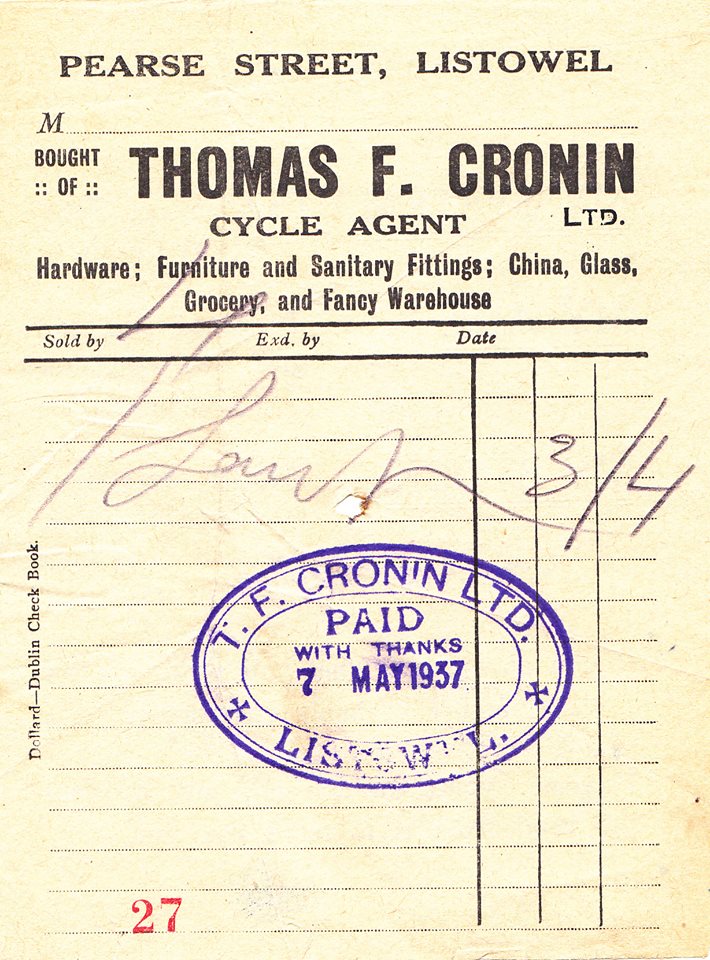 PEARSE STREET, LISTOWEL
M
BOUGHT
:: OF ::
THOMAS F. CRONIN
LTD.
CYCLE AGENT
Hardware; Furniture and Sanitary Fittings; China, Glass,
Grocery, and Fancy Warehouse
Sold by Exd. by Date
3/4
T. F. CRONIN LTD.
PAID
WITH THANKS
7 MAY 1937
LISTOWEL.
Dollard—Dublin Check Book.
27